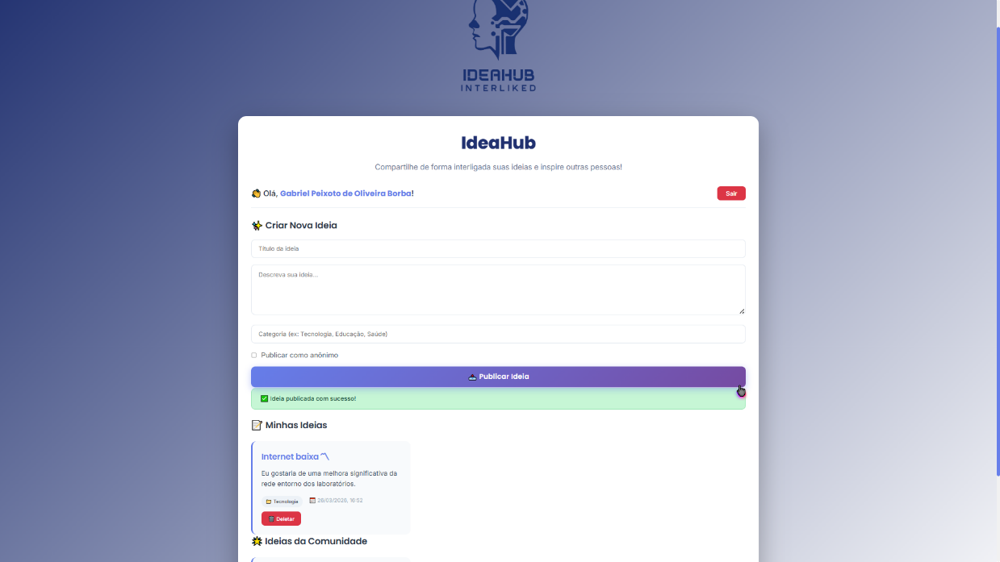 IDEAHUB
INTERLIKED
IdeaHub
Compartilhe de forma interligada suas ideias e inspire outras pessoas!
👋 Olá, Gabriel Peixoto de Oliveira Borba!
Sair
✨ Criar Nova Ideia
Título da ideia
Descreva sua ideia...
Categoria (ex: Tecnologia, Educação, Saúde)
Publicar como anônimo
📤 Publicar Ideia
✅ Ideia publicada com sucesso!
📝 Minhas Ideias
Internet baixa 〽
Eu gostaria de uma melhora significativa da
rede entorno dos laboratórios.
📁 Tecnologia 📅 26/03/2026, 16:52
🗑 Deletar
🌟 Ideias da Comunidade